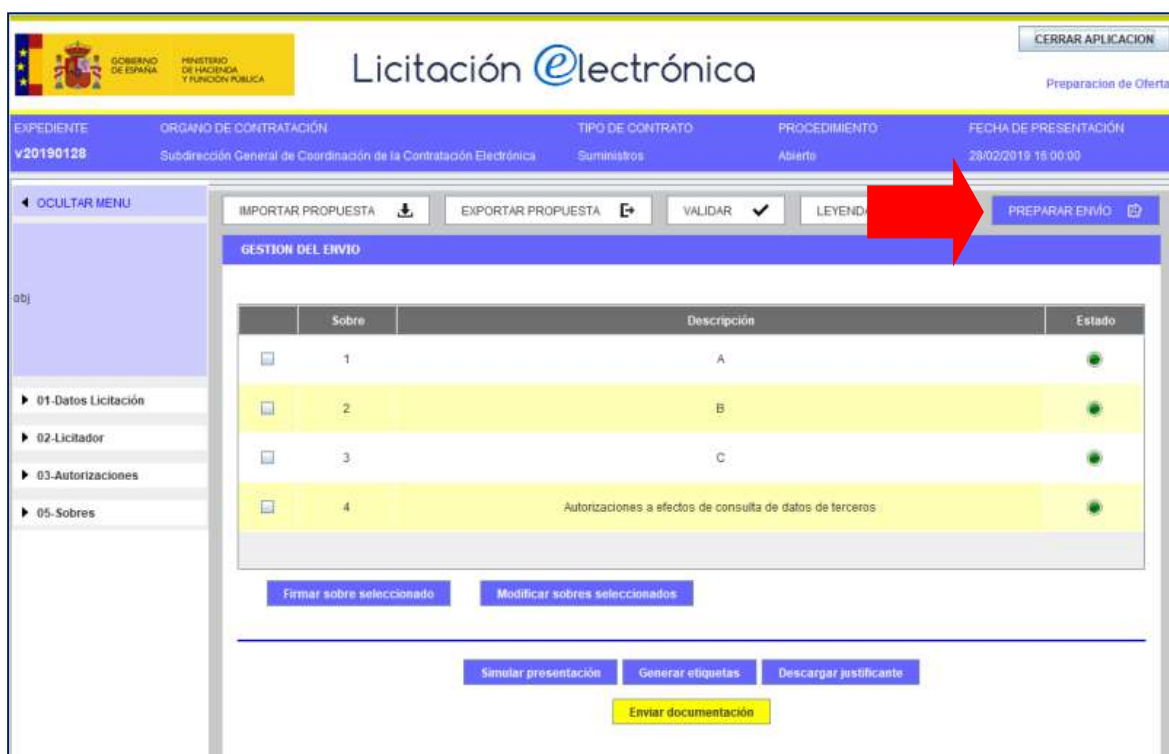 CERRAR APLICACION
GOBIERNO DE ESPAÑA
MINISTERIO DE HACIENDA Y FUNCIÓN PÚBLICA
Licitación electrónica
Preparacion de Oferta
EXPEDIENTE ORGANO DE CONTRATACIÓN TIPO DE CONTRATO PROCEDIMIENTO FECHA DE PRESENTACIÓN
v20190128 Subdirección General de Coordinación de la Contratación Electrónica Suministros Abierto 28/02/2019 16:00:00
OCULTAR MENU
IMPORTAR PROPUESTA EXPORTAR PROPUESTA VALIDAR LEYENDA PREPARAR ENVÍO
GESTION DEL ENVIO
obj
Sobre Descripción Estado
1 A
2 B
3 C
4 Autorizaciones a efectos de consulta de datos de terceros
01-Datos Licitación
02-Licitador
03-Autorizaciones
05-Sobres
Firmar sobre seleccionado Modificar sobres seleccionados
Simular presentación Generar etiquetas Descargar justificante
Enviar documentación